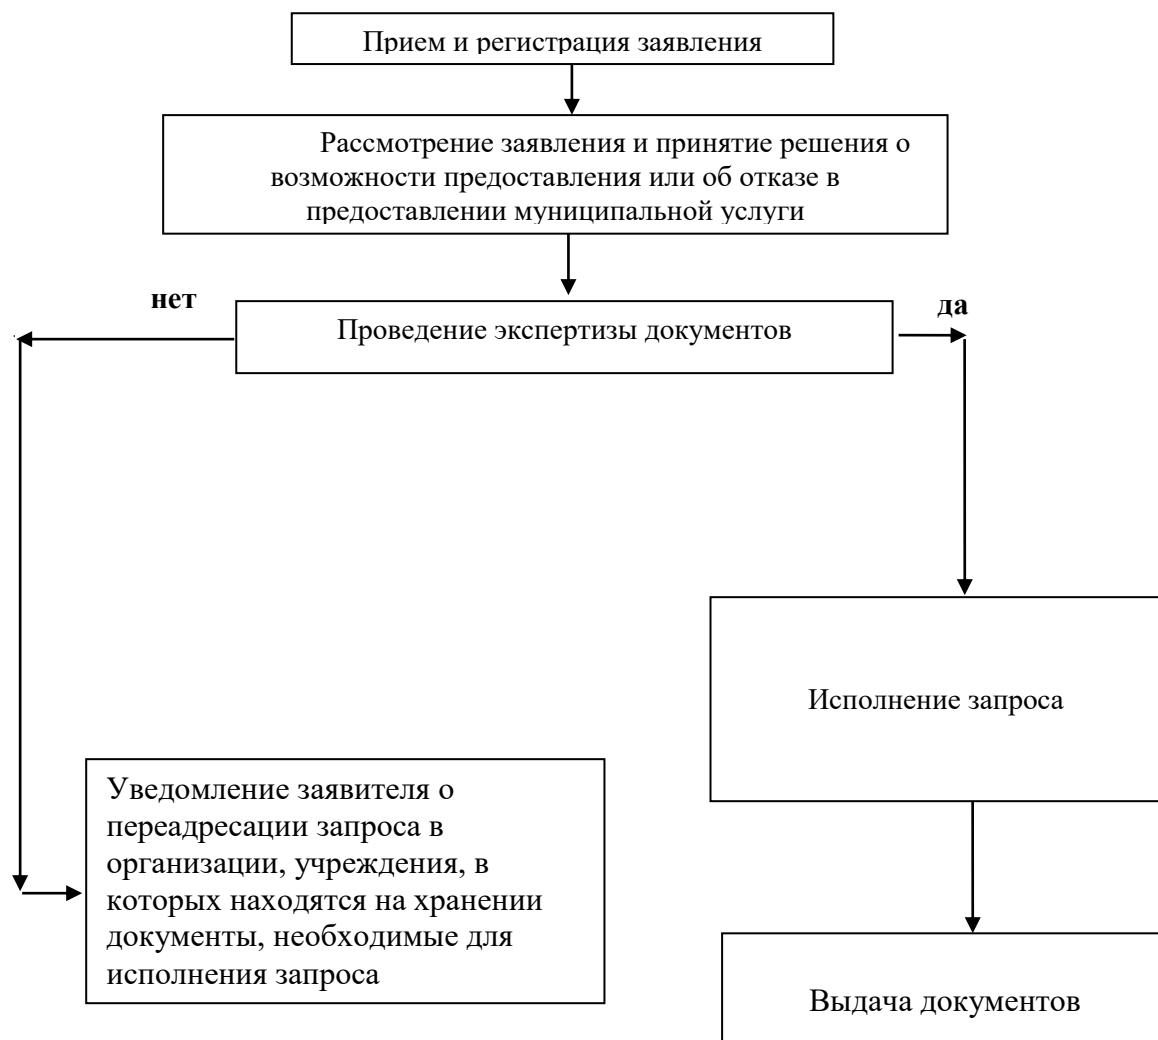 Прием и регистрация заявления
Рассмотрение заявления и принятие решения о
возможности предоставления или об отказе в
предоставлении муниципальной услуги
нет
да
Проведение экспертизы документов
Исполнение запроса
Уведомление заявителя о
переадресации запроса в
организации, учреждения, в
которых находятся на хранении
документы, необходимые для
исполнения запроса
Выдача документов